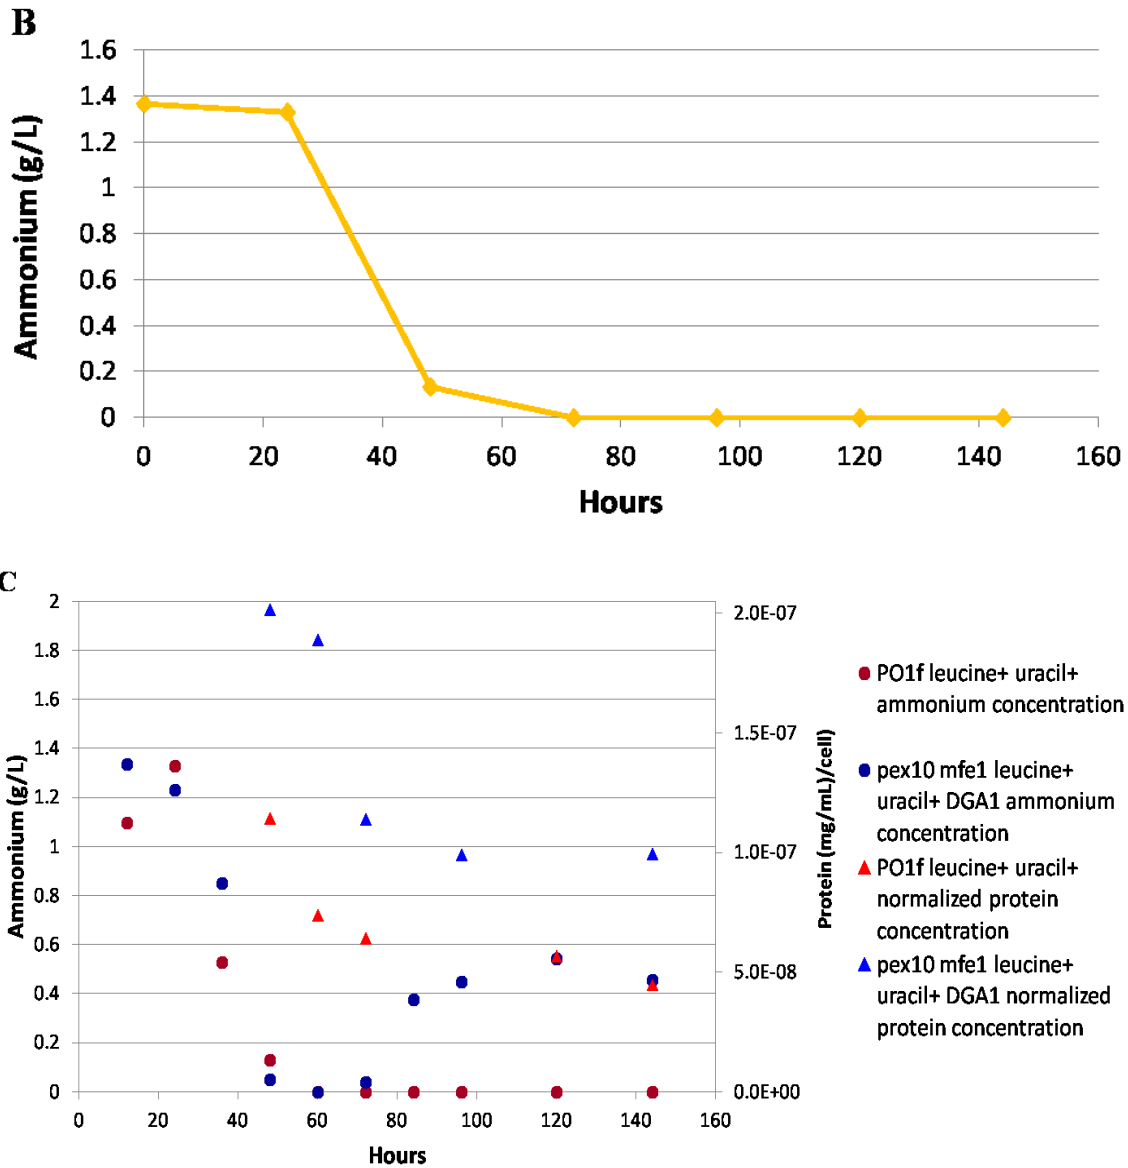 B
1.6
1.4
1.2
1
0.8
0.6
0.4
0.2
0
Ammonium (g/L)
0 20 40 60 80 100 120 140 160
Hours
C
2
1.8
1.6
1.4
1.2
1
0.8
0.6
0.4
0.2
0
Ammonium (g/L)
0 20 40 60 80 100 120 140 160
Hours
2.0E-07
1.5E-07
1.0E-07
5.0E-08
0.0E+00
Protein (mg/mL)/cell)
PO1f leucine+ uracil+
ammonium concentration
pex10 mfe1 leucine+
uracil+ DGA1 ammonium
concentration
PO1f leucine+ uracil+
normalized protein
concentration
pex10 mfe1 leucine+
uracil+ DGA1 normalized
protein concentration